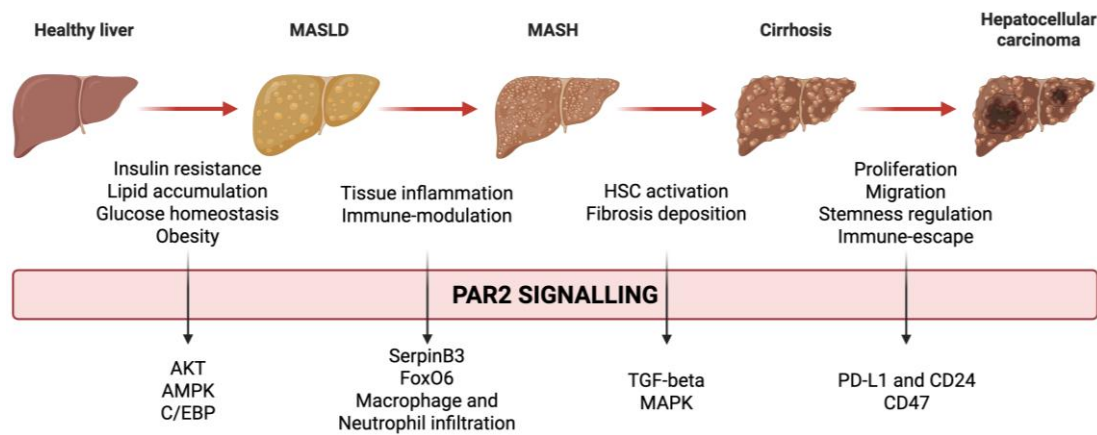 Healthy liver
MASLD
MASH
Cirrhosis
Hepatocellular
carcinoma
Insulin resistance
Lipid accumulation
Glucose homeostasis
Obesity
Tissue inflammation
Immune-modulation
HSC activation
Fibrosis deposition
Proliferation
Migration
Stemness regulation
Immune-escape
PAR2 SIGNALLING
AKT
AMPK
C/EBP
SerpinB3
FoxO6
Macrophage and
Neutrophil infiltration
TGF-beta
MAPK
PD-L1 and CD24
CD47